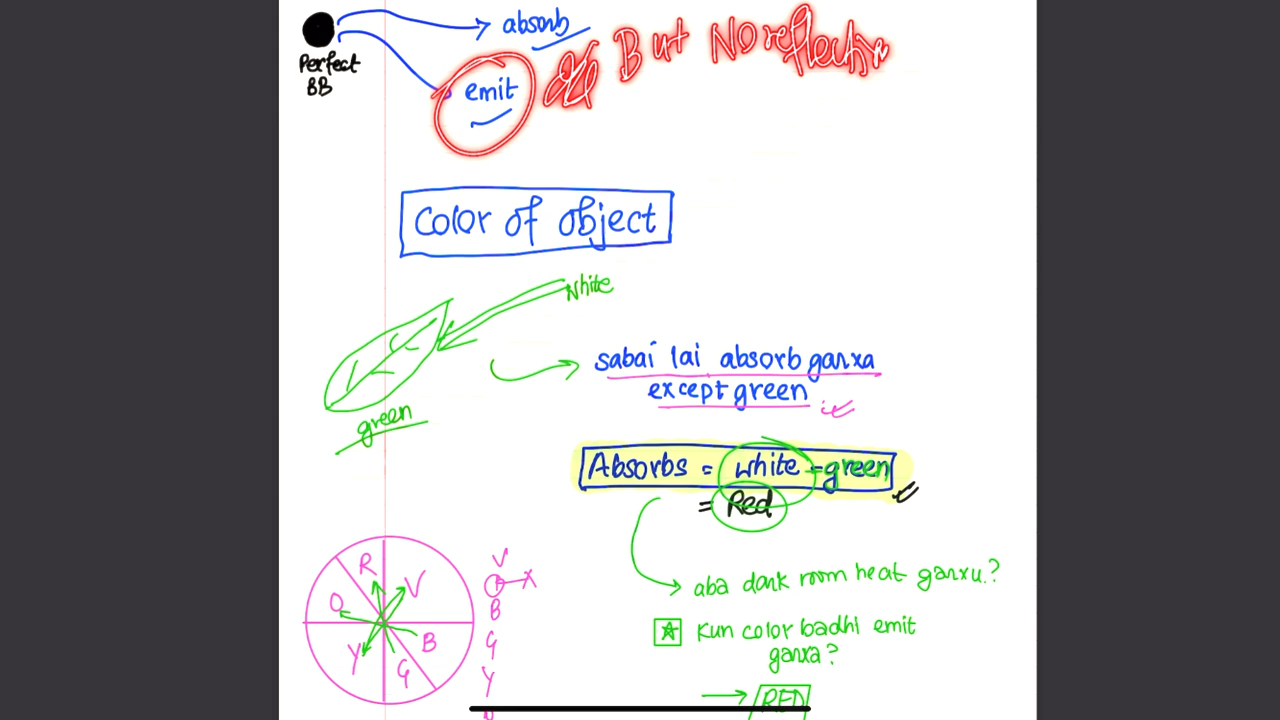 absorb
But No reflection
Perfect
BB
emit
Color of object
white
green
sabai lai absorb garxa
except green
Absorbs = white - green
= Red
aba dark room heat garxu.?
Kun color badhi emit
garxa?
→ RED
R
V
O
B
Y
G
V
B
G
Y